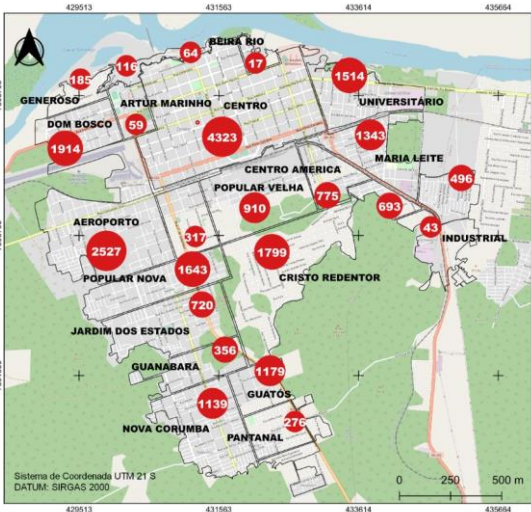 429513 431563 433614 435664
BEIRA RIO
64
17
116
1514
185
GENEROSO
ARTUR MARINHO
CENTRO
UNIVERSITÁRIO
DOM BOSCO
59
4323
1343
1914
MARIA LEITE
CENTRO AMERICA
496
POPULAR VELHA
775
910
693
AEROPORTO
43
317
INDUSTRIAL
2527
1799
1643
POPULAR NOVA
CRISTO REDENTOR
720
JARDIM DOS ESTADOS
356
GUANABARA
1179
GUATÓS
1139
276
NOVA CORUMBA
PANTANAL
Sistema de Coordenada UTM 21 S
DATUM: SIRGAS 2000
0 250 500 m
429513 431563 433614 435664